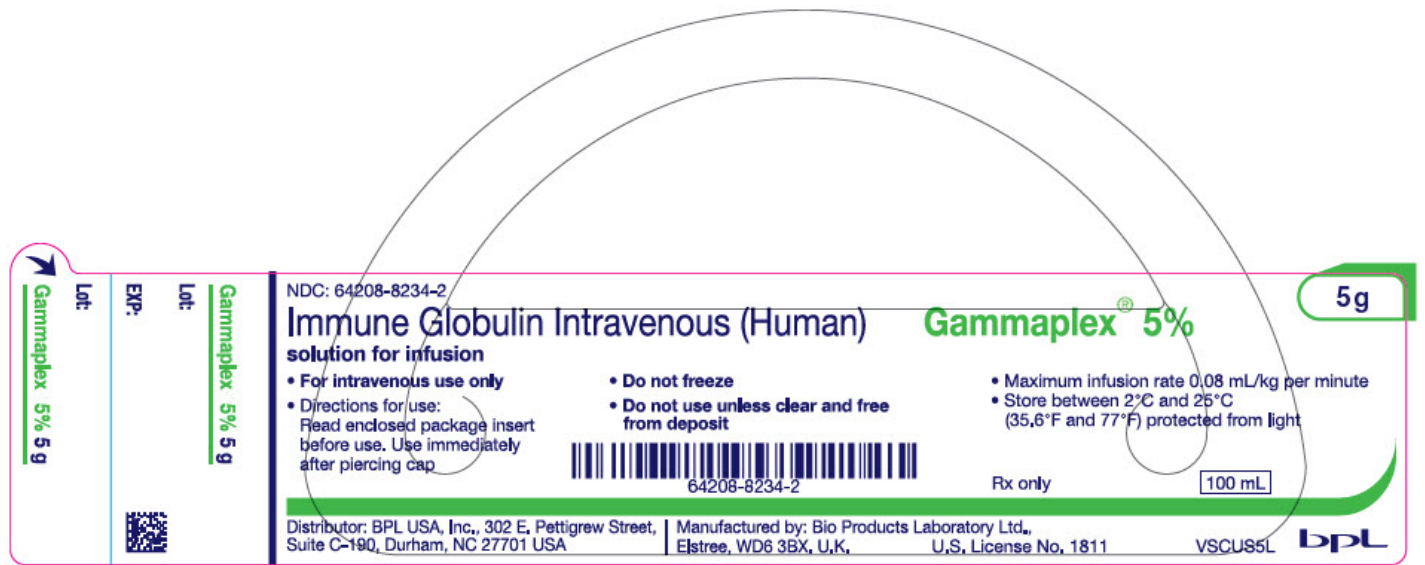 Gammaplex 5% 5 g
Lot:
EXP:
Lot:
Gammaplex 5% 5 g
NDC: 64208-8234-2
Immune Globulin Intravenous (Human) Gammaplex® 5%
5g
solution for infusion
• For intravenous use only
• Directions for use:
Read enclosed package insert
before use. Use immediately
after piercing cap
• Do not freeze
• Do not use unless clear and free
from deposit
64208-8234-2
• Maximum infusion rate 0.08 mL/kg per minute
• Store between 2°C and 25°C
(35.6°F and 77°F) protected from light
Rx only
100 mL
Distributor: BPL USA, Inc., 302 E. Pettigrew Street,
Suite C-190, Durham, NC 27701 USA
Manufactured by: Bio Products Laboratory Ltd.,
Elstree, WD6 3BX, U.K. U.S. License No. 1811
VSCUS5L
bpl